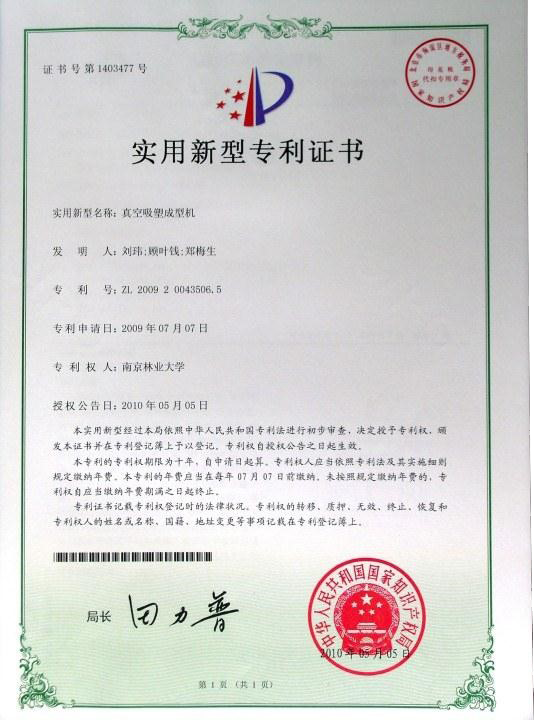 证书号第1403477号
印花税
代扣专用章
实用新型专利证书
实用新型名称：真空吸塑成型机
发 明 人：刘玮;顾叶钱;郑梅生
专 利 号：ZL 2009 2 0043506.5
专利申请日：2009年07月07日
专 利 权 人：南京林业大学
授权公告日：2010年05月05日
本实用新型经过本局依照中华人民共和国专利法进行初步审查，决定授予专利权，颁
发本证书并在专利登记簿上予以登记。专利权自授权公告之日起生效。
本专利的专利权期限为十年，自申请日起算。专利权人应当依照专利法及其实施细则
规定缴纳年费。本专利的年费应当在每年07月07日前缴纳。未按照规定缴纳年费的，专
利权自应当缴纳年费期满之日起终止。
专利证书记载专利权登记时的法律状况。专利权的转移、质押、无效、终止、恢复和
专利权人的姓名或名称、国籍、地址变更等事项记载在专利登记簿上。
局长 田力普
中华人民共和国国家知识产权局
2010年05月05日
第1页（共1页）